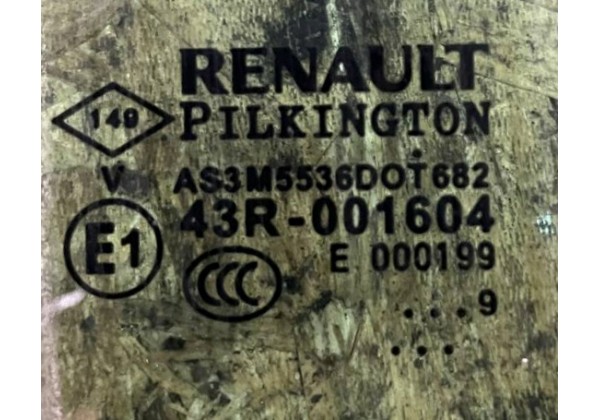 RENAULT
149 PILKINGTON
V AS3M5536DOT682
E1 43R-001604
CCC E 000199
. . . 9
. . .